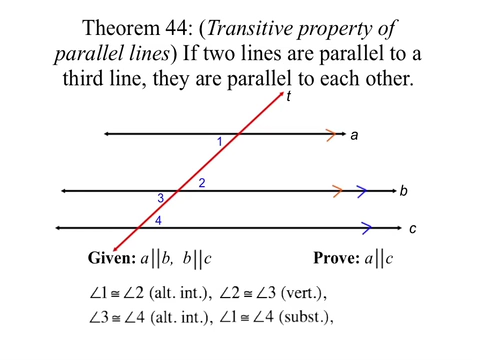 Theorem 44: (Transitive property of
parallel lines) If two lines are parallel to a
third line, they are parallel to each other.
t
1
a
2
3
b
4
c
Given: a||b, b||c Prove: a||c
∠1 ≅ ∠2 (alt. int.), ∠2 ≅ ∠3 (vert.),
∠3 ≅ ∠4 (alt. int.), ∠1 ≅ ∠4 (subst.),